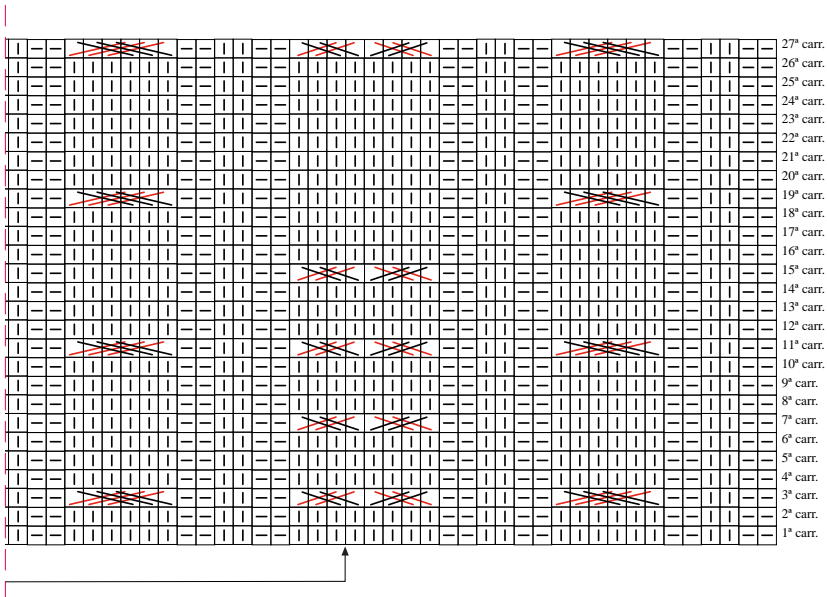 27ª carr.
26ª carr.
25ª carr.
24ª carr.
23ª carr.
22ª carr.
21ª carr.
20ª carr.
19ª carr.
18ª carr.
17ª carr.
16ª carr.
15ª carr.
14ª carr.
13ª carr.
12ª carr.
11ª carr.
10ª carr.
9ª carr.
8ª carr.
7ª carr.
6ª carr.
5ª carr.
4ª carr.
3ª carr.
2ª carr.
1ª carr.